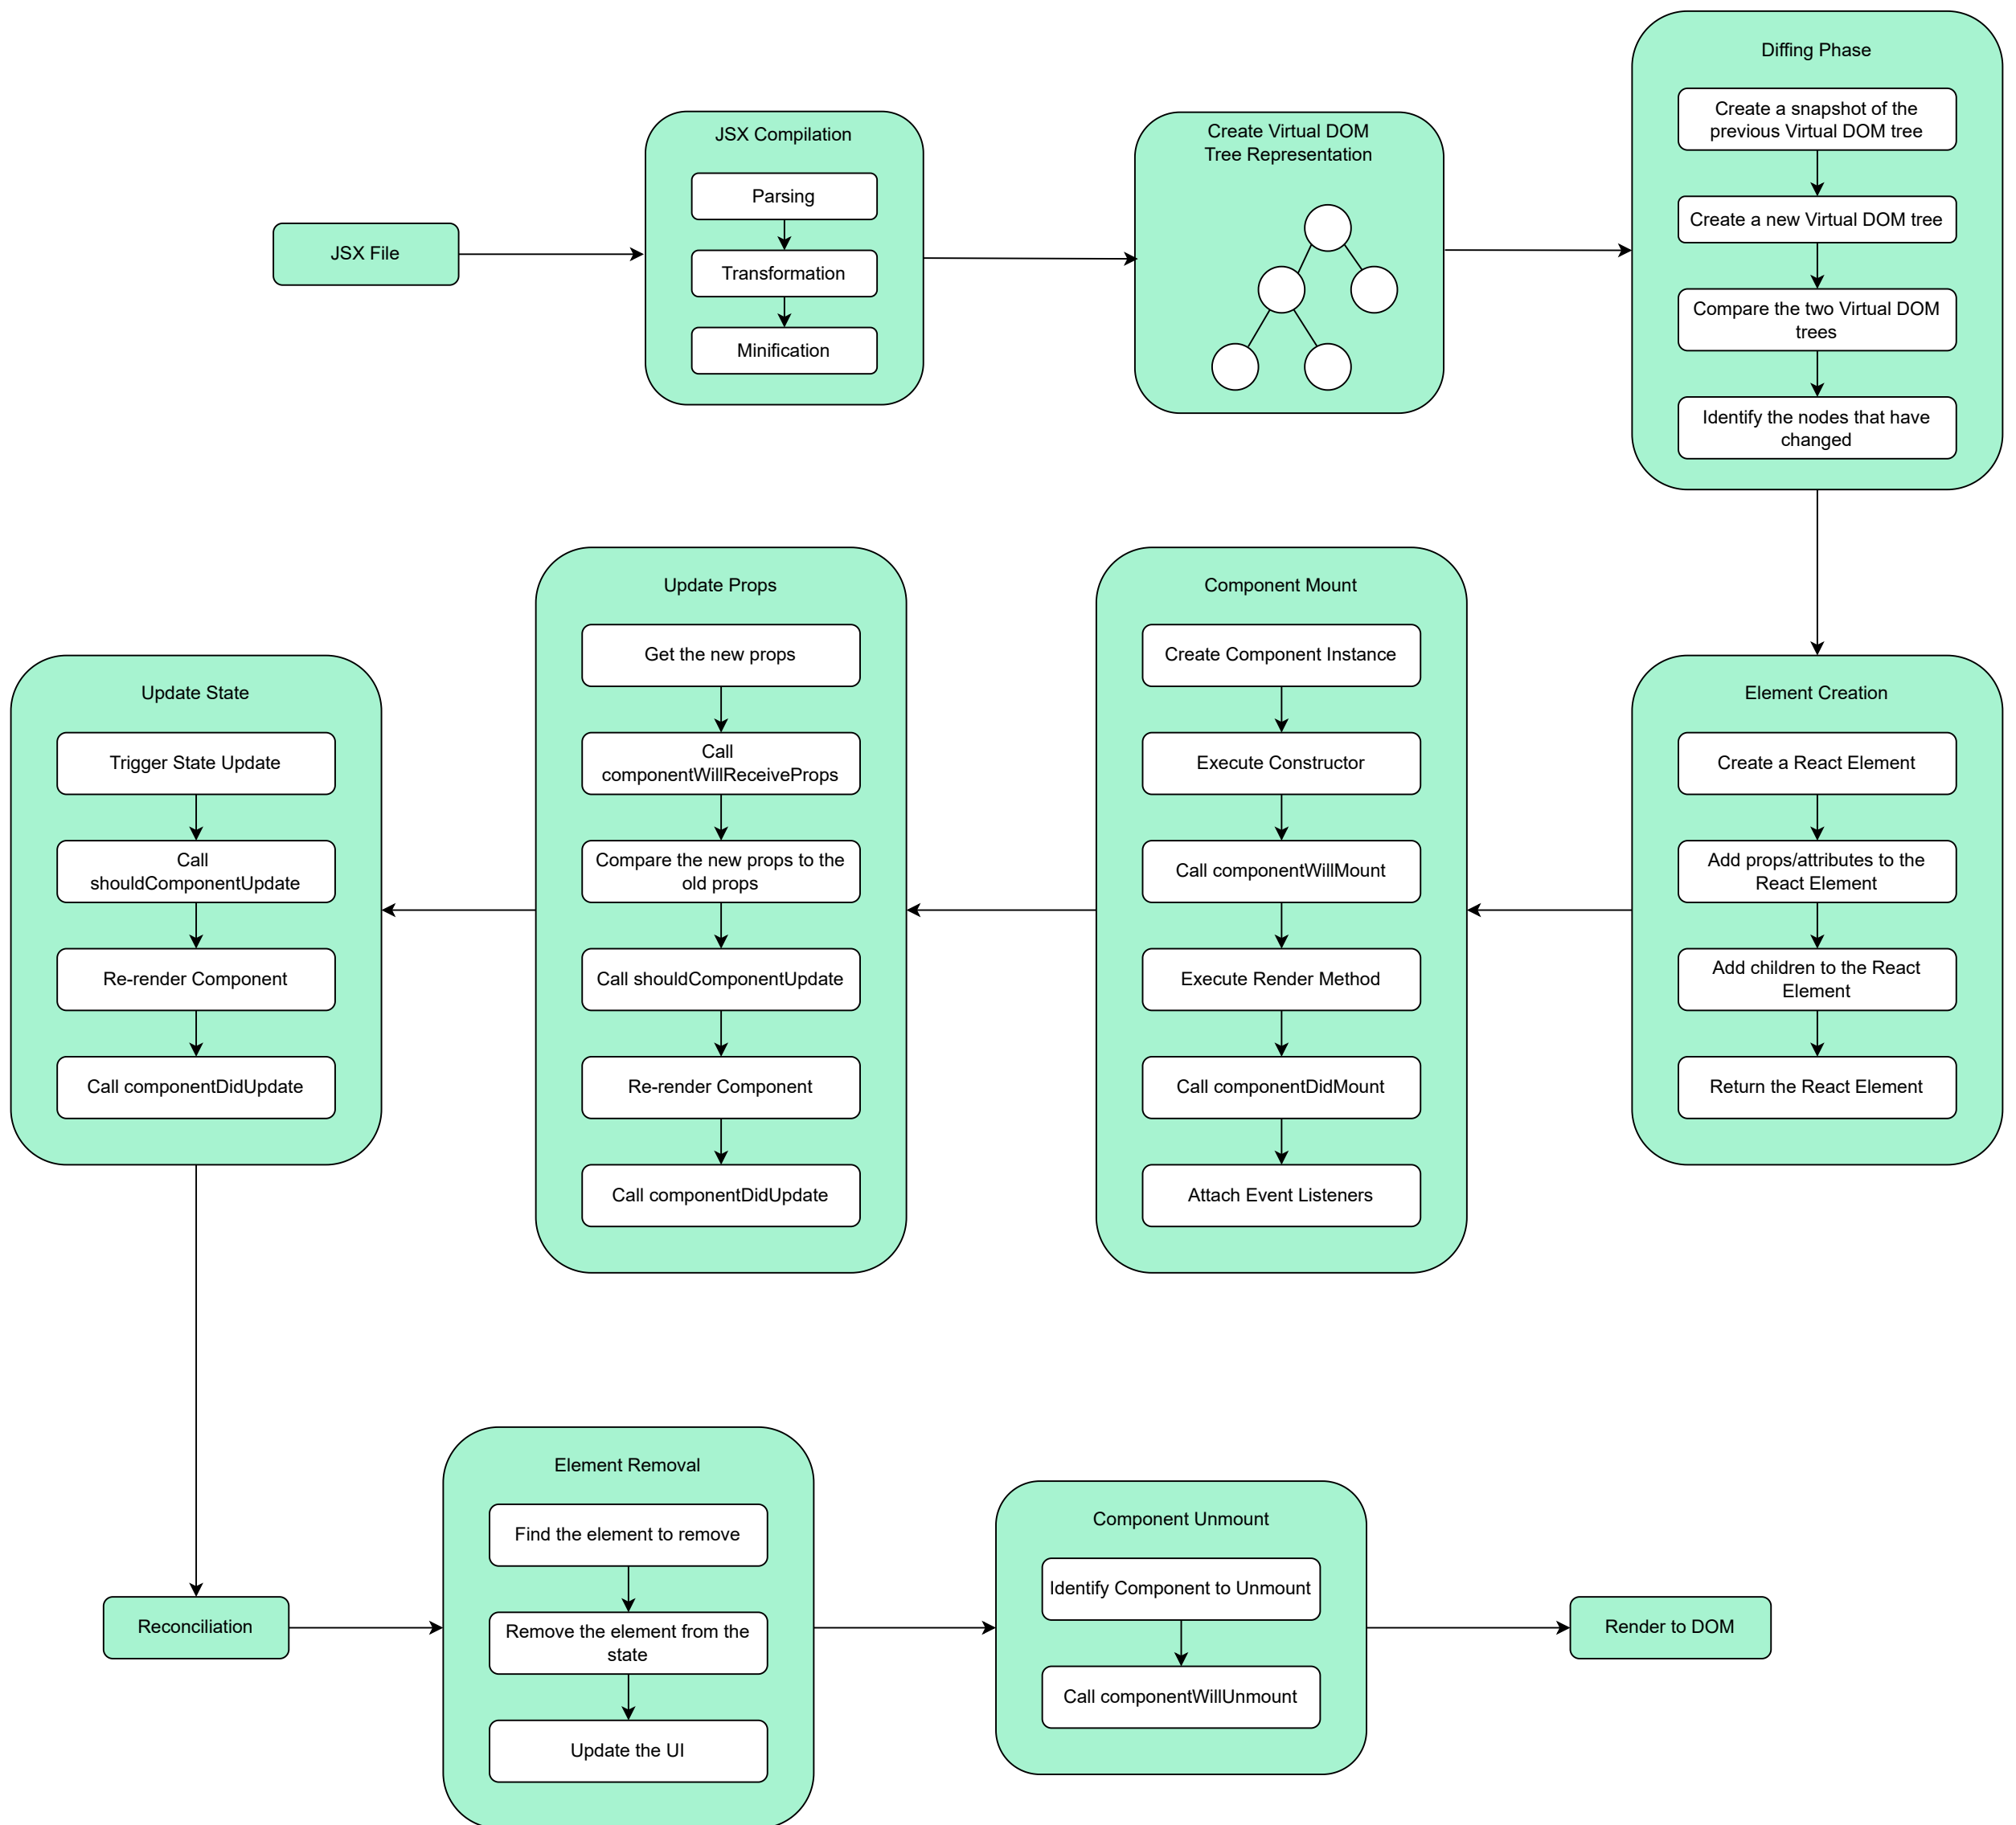 JSX File
JSX Compilation
Parsing
Transformation
Minification
Create Virtual DOM
Tree Representation
Diffing Phase
Create a snapshot of the
previous Virtual DOM tree
Create a new Virtual DOM tree
Compare the two Virtual DOM
trees
Identify the nodes that have
changed
Element Creation
Create a React Element
Add props/attributes to the
React Element
Add children to the React
Element
Return the React Element
Component Mount
Create Component Instance
Execute Constructor
Call componentWillMount
Execute Render Method
Call componentDidMount
Attach Event Listeners
Update Props
Get the new props
Call
componentWillReceiveProps
Compare the new props to the
old props
Call shouldComponentUpdate
Re-render Component
Call componentDidUpdate
Update State
Trigger State Update
Call
shouldComponentUpdate
Re-render Component
Call componentDidUpdate
Reconciliation
Element Removal
Find the element to remove
Remove the element from the
state
Update the UI
Component Unmount
Identify Component to Unmount
Call componentWillUnmount
Render to DOM